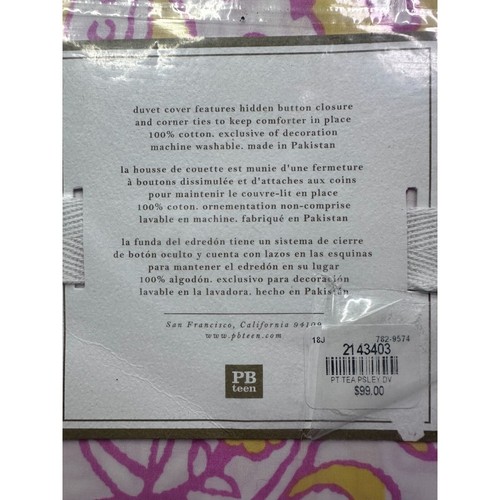 duvet cover features hidden button closure
and corner ties to keep comforter in place
100% cotton. exclusive of decoration
machine washable. made in Pakistan
la housse de couette est munie d'une fermeture
à boutons dissimulée et d'attaches aux coins
pour maintenir le couvre-lit en place
100% coton. ornementation non-comprise
lavable en machine. fabriqué en Pakistan
la funda del edredón tiene un sistema de cierre
de botón oculto y cuenta con lazos en las esquinas
para mantener el edredón en su lugar
100% algodón. exclusivo para decoración
lavable en la lavadora. hecho en Pakistán
San Francisco, California 94109
www.pbteen.com
PB
teen
782-9574
2143403
PT TEA PSLEY DV
$99.00